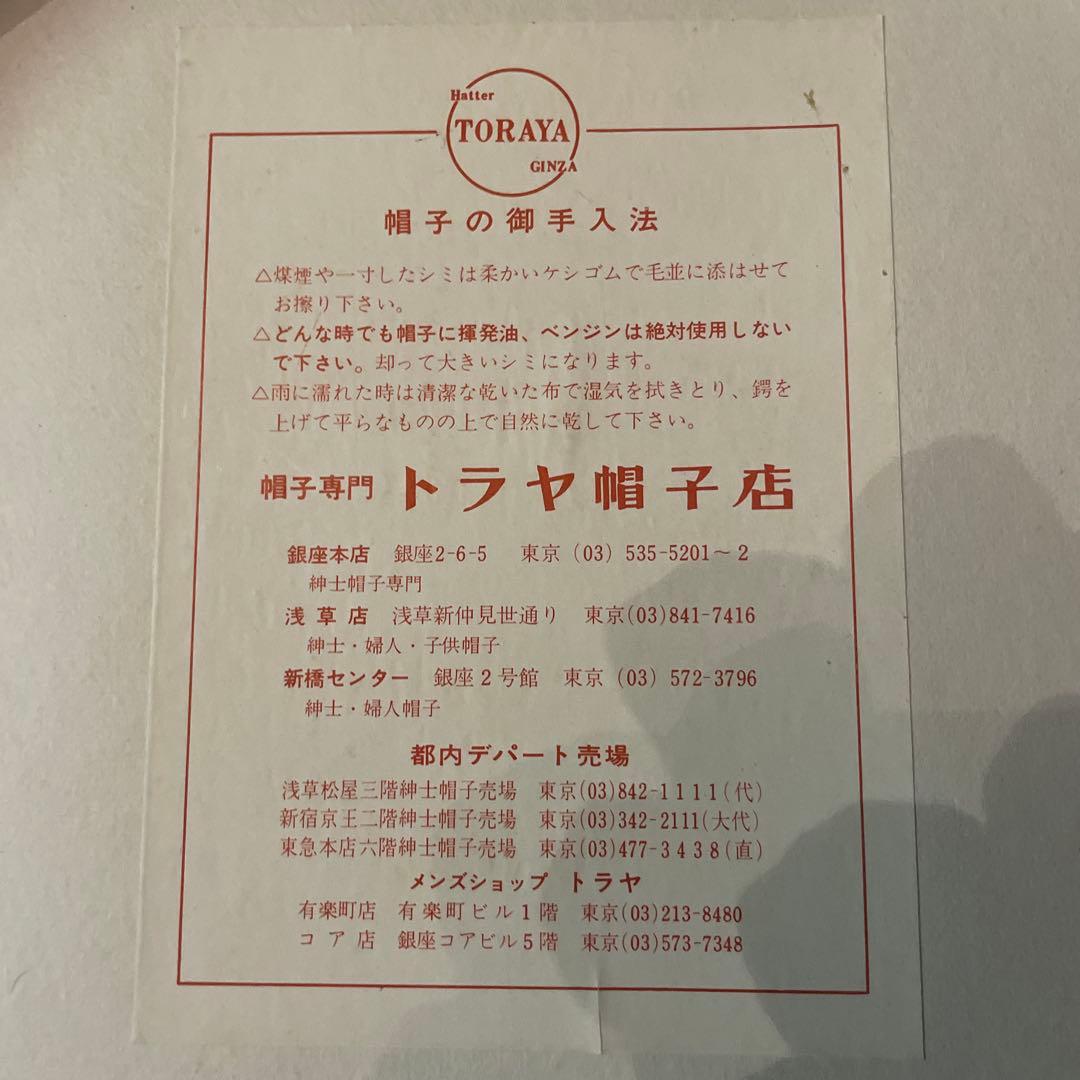 Hatter
TORAYA
GINZA
帽子の御手入法
△煤煙や一寸したシミは柔かいケシゴムで毛並に添はせて
お擦り下さい。
△どんな時でも帽子に揮発油、ベンジンは絶対使用しない
で下さい。却って大きいシミになります。
△雨に濡れた時は清潔な乾いた布で湿気を拭きとり、鍔を
上げて平らなものの上で自然に乾して下さい。
帽子専門 トラヤ帽子店
銀座本店 銀座2-6-5 東京(03) 535-5201~2
紳士帽子専門
浅草店 浅草新仲見世通り 東京(03)841-7416
紳士・婦人・子供帽子
新橋センター 銀座2号館 東京(03) 572-3796
紳士・婦人帽子
都内デパート売場
浅草松屋三階紳士帽子売場 東京(03)842-1111(代)
新宿京王二階紳士帽子売場 東京(03)342-2111(大代)
東急本店六階紳士帽子売場 東京(03)477-3438(直)
メンズショップ トラヤ
有楽町店 有楽町ビル1階 東京(03)213-8480
コア店 銀座コアビル5階 東京(03)573-7348